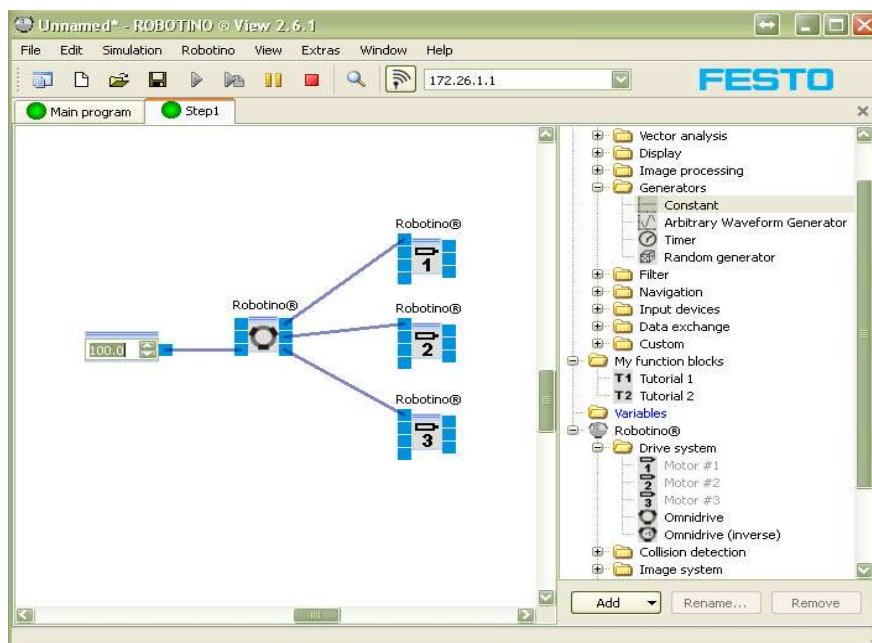 Unnamed* - ROBOTINO ® View 2.6.1
File Edit Simulation Robotino View Extras Window Help
172.26.1.1
FESTO
Main program Step1
Robotino®
1
Robotino®
Robotino®
2
100.0
Robotino®
3
Vector analysis
Display
Image processing
Generators
Constant
Arbitrary Waveform Generator
Timer
Random generator
Filter
Navigation
Input devices
Data exchange
Custom
My function blocks
T1 Tutorial 1
T2 Tutorial 2
Variables
Robotino®
Drive system
1 Motor #1
2 Motor #2
3 Motor #3
Omnidrive
Omnidrive (inverse)
Collision detection
Image system
Add Rename... Remove